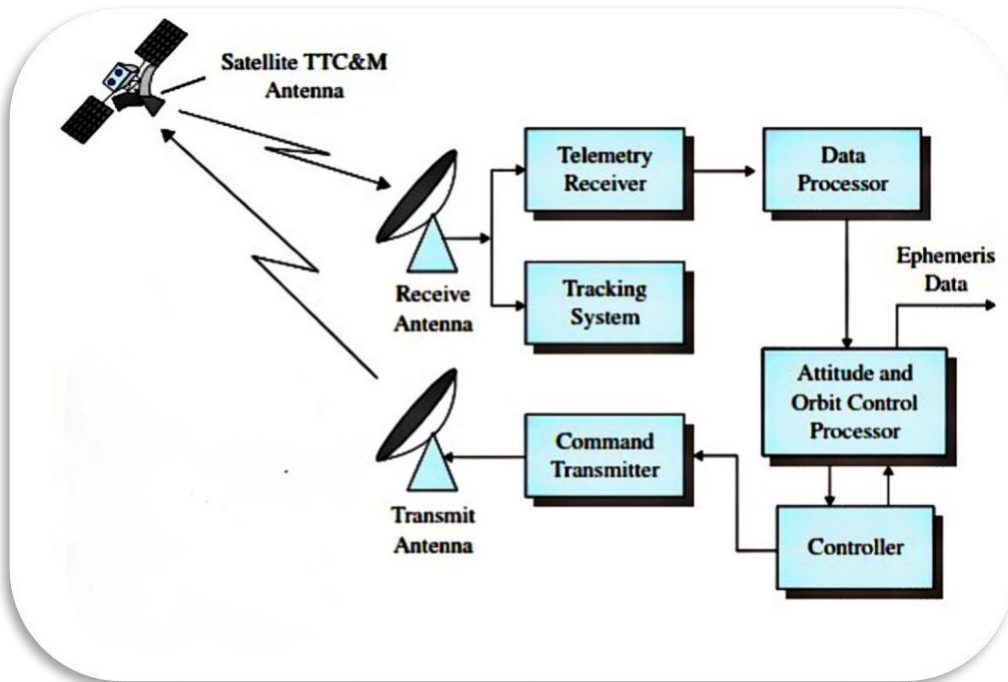 Satellite TTC&M
Antenna
Telemetry
Receiver
Data
Processor
Ephemeris
Data
Receive
Antenna
Tracking
System
Attitude and
Orbit Control
Processor
Command
Transmitter
Transmit
Antenna
Controller